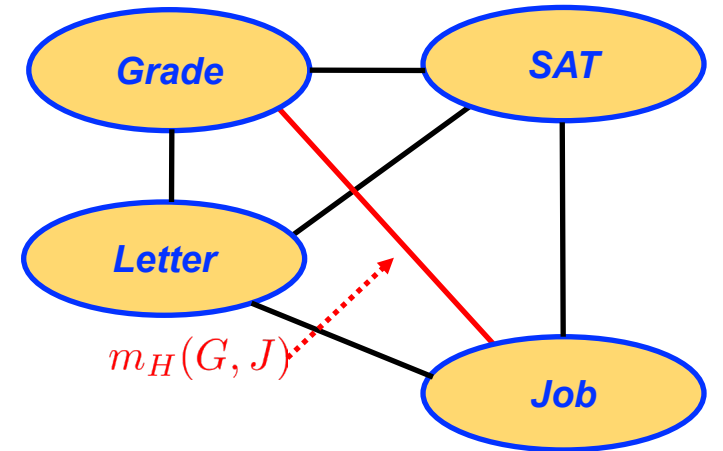 Grade
SAT
Letter
m_H(G, J)
Job